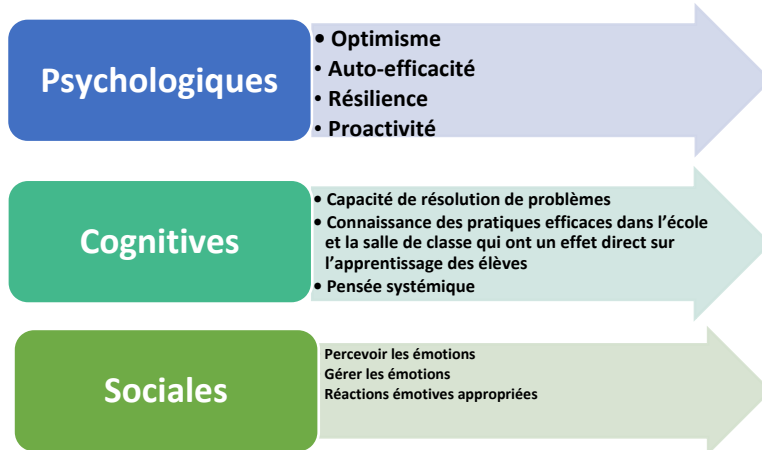 Psychologiques
• Optimisme
• Auto-efficacité
• Résilience
• Proactivité
Cognitives
• Capacité de résolution de problèmes
• Connaissance des pratiques efficaces dans l'école
et la salle de classe qui ont un effet direct sur
l'apprentissage des élèves
• Pensée systémique
Sociales
Percevoir les émotions
Gérer les émotions
Réactions émotives appropriées